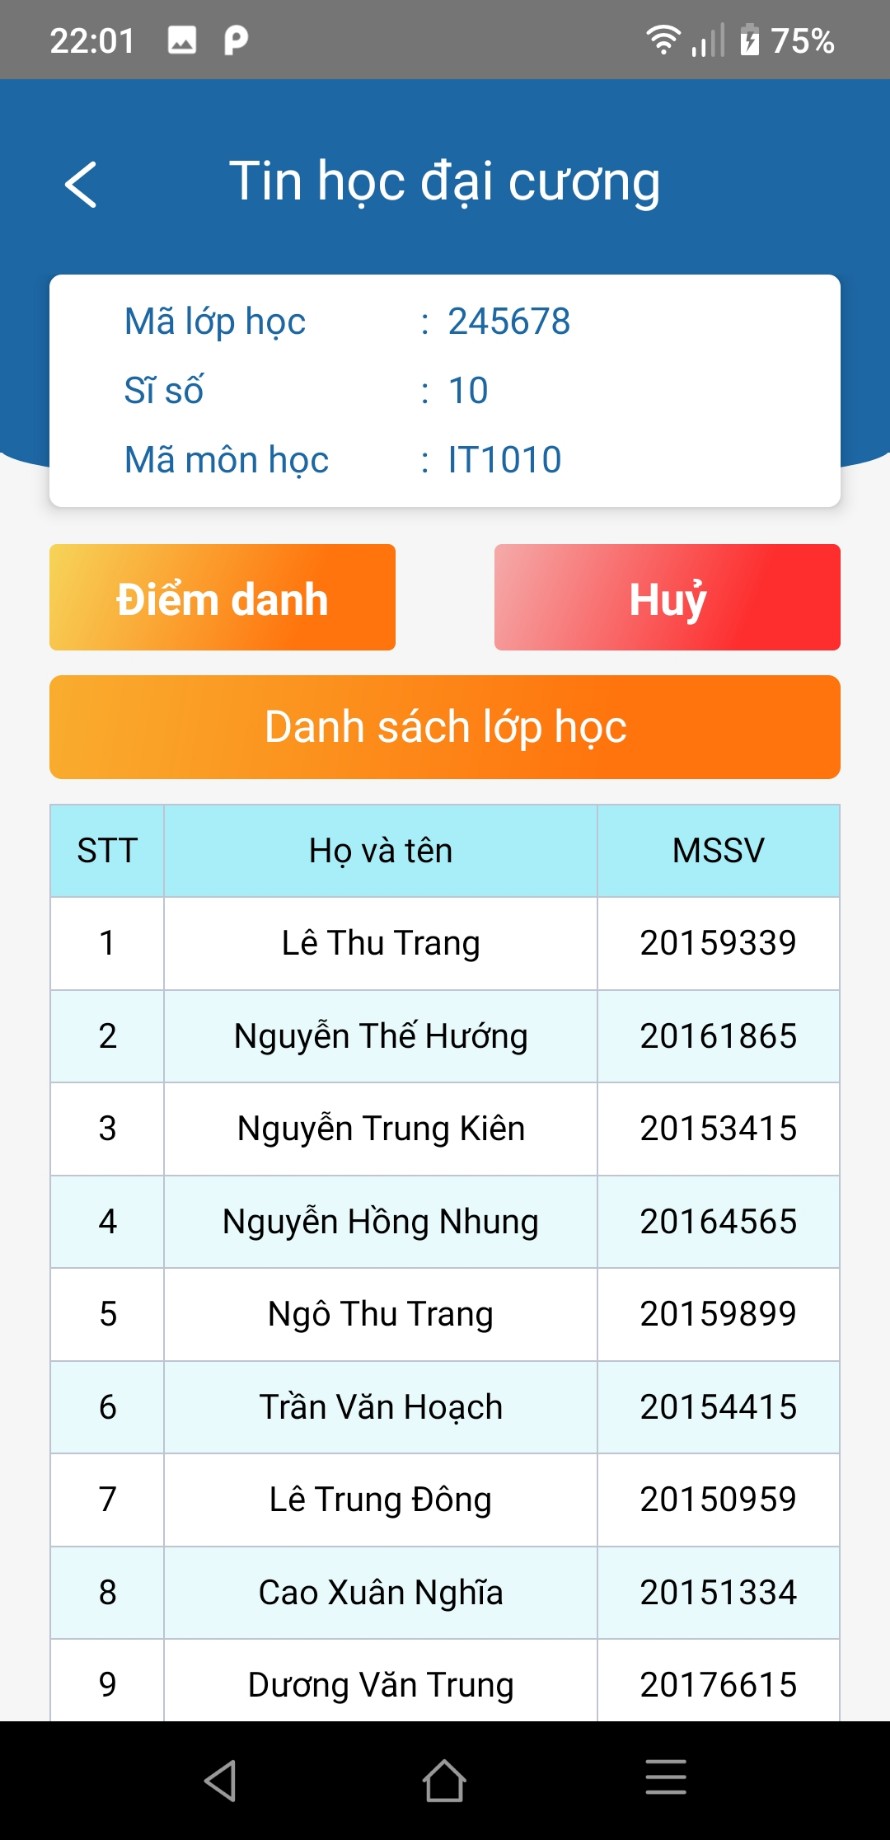 22:01 75%
Tin học đại cương
Mã lớp học : 245678
Sĩ số : 10
Mã môn học : IT1010
Điểm danh Huỷ
Danh sách lớp học
STT Họ và tên MSSV
1 Lê Thu Trang 20159339
2 Nguyễn Thế Hướng 20161865
3 Nguyễn Trung Kiên 20153415
4 Nguyễn Hồng Nhung 20164565
5 Ngô Thu Trang 20159899
6 Trần Văn Hoạch 20154415
7 Lê Trung Đông 20150959
8 Cao Xuân Nghĩa 20151334
9 Dương Văn Trung 20176615